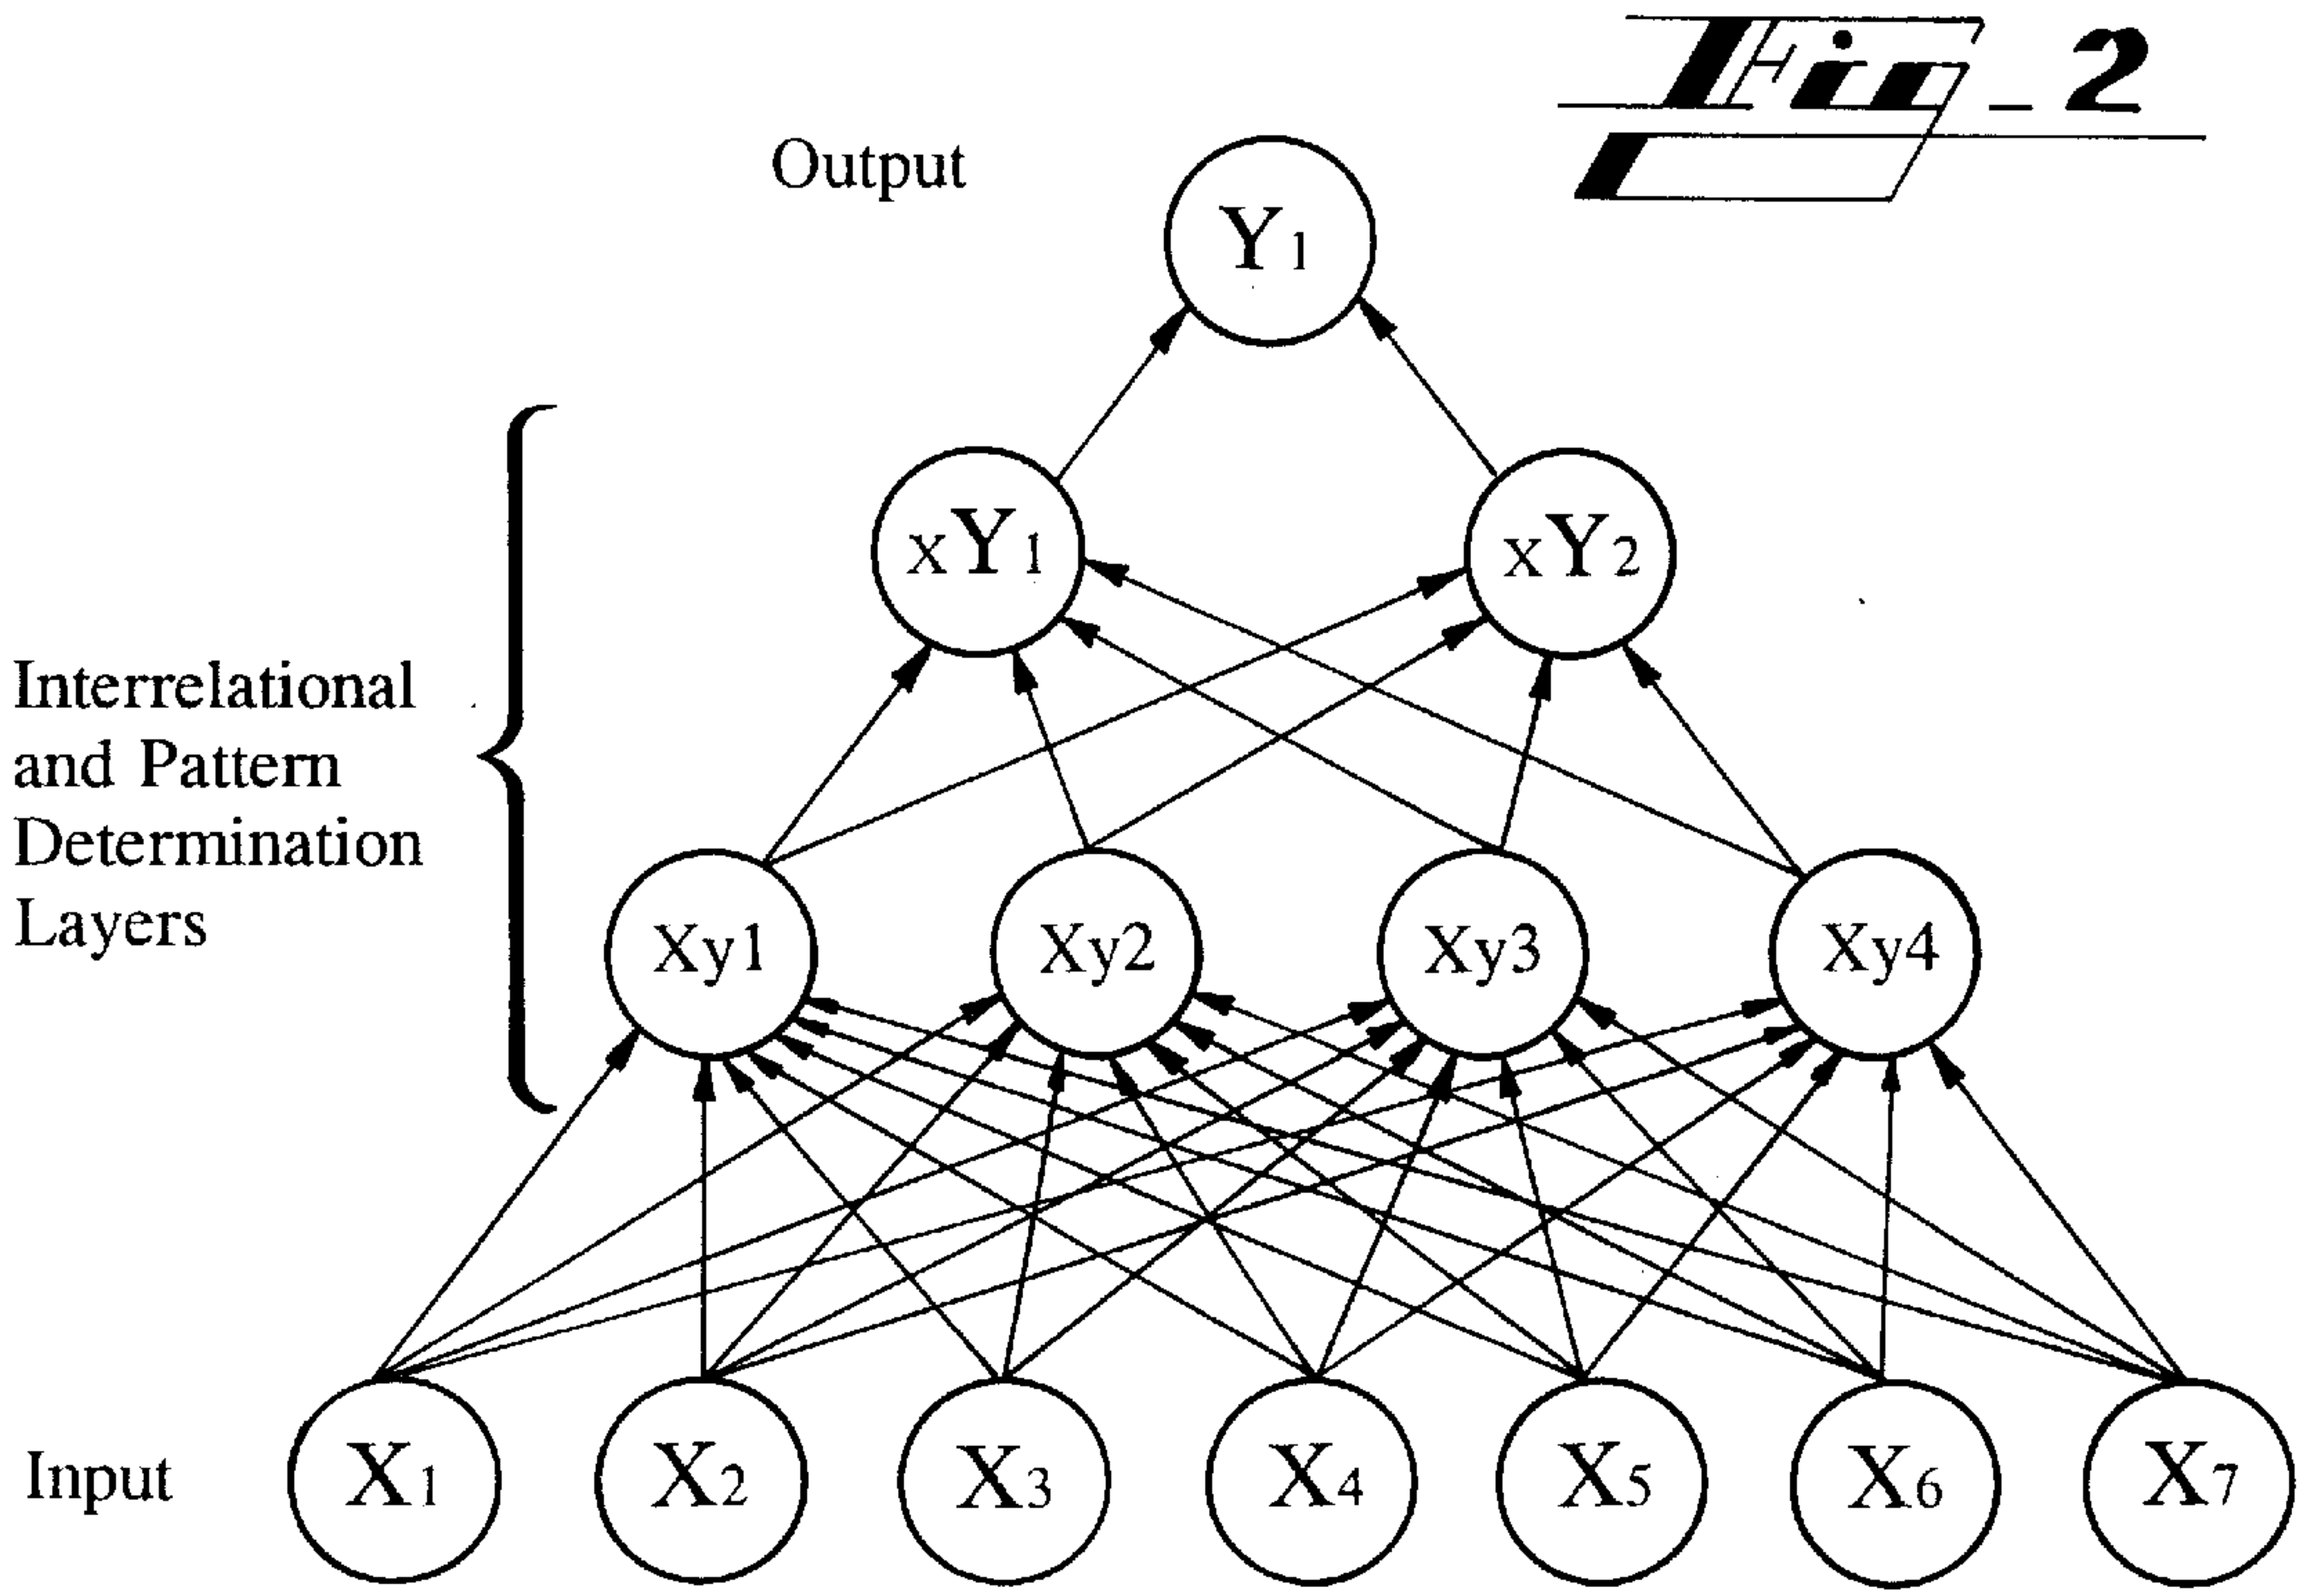 Fig_2
Output
Y1
xY1 xY2
Interrelational
and Pattern
Determination
Layers
Xy1 Xy2 Xy3 Xy4
Input
X1 X2 X3 X4 X5 X6 X7